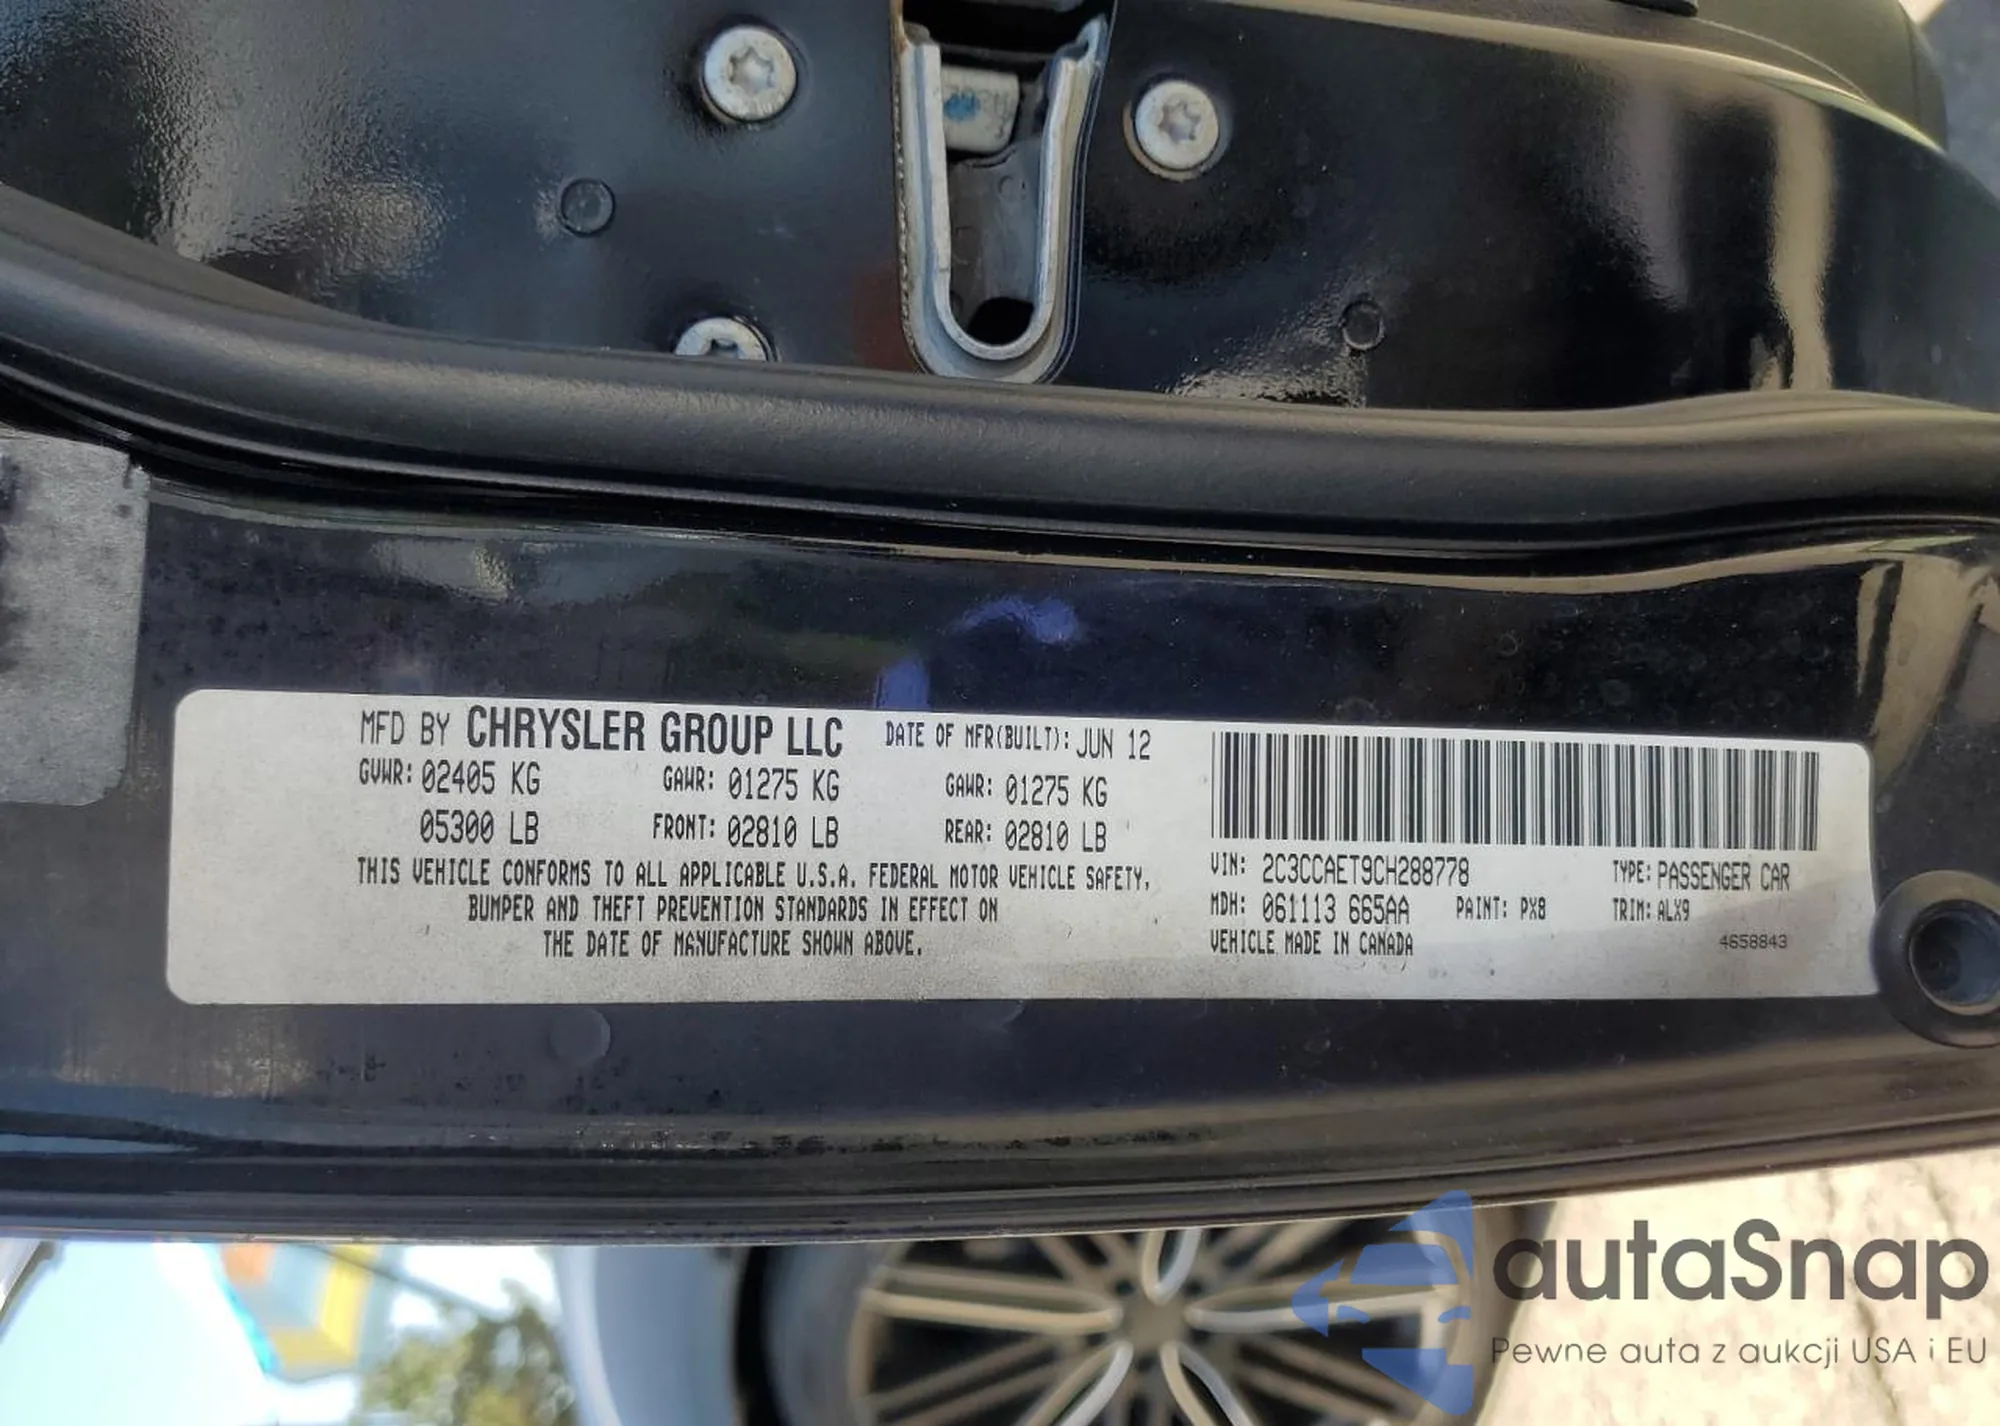 MFD BY CHRYSLER GROUP LLC DATE OF MFR(BUILT): JUN 12
GVWR: 02405 KG GAWR: 01275 KG GAWR: 01275 KG
05300 LB FRONT: 02810 LB REAR: 02810 LB
THIS VEHICLE CONFORMS TO ALL APPLICABLE U.S.A. FEDERAL MOTOR VEHICLE SAFETY,
BUMPER AND THEFT PREVENTION STANDARDS IN EFFECT ON
THE DATE OF MANUFACTURE SHOWN ABOVE.
VIN: 2C3CCAET9CH288778 TYPE: PASSENGER CAR
MDH: 061113 665AA PAINT: PX8 TRIM: ALX9
VEHICLE MADE IN CANADA 4658843
autaSnap
Pewne auta z aukcji USA i EU